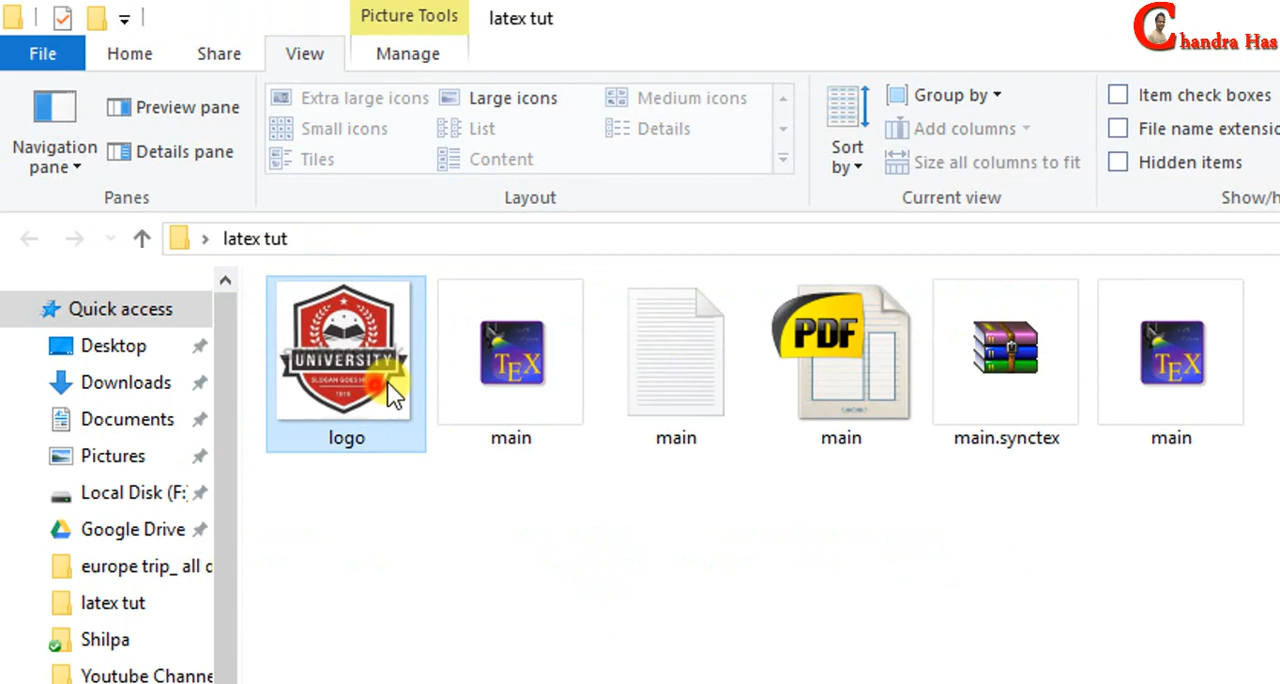 Picture Tools
latex tut
Chandra Has
File
Home
Share
View
Manage
Navigation
pane
Preview pane
Details pane
Panes
Extra large icons
Large icons
Medium icons
Small icons
List
Details
Tiles
Content
Layout
Sort
by
Group by
Add columns
Size all columns to fit
Current view
Item check boxes
File name extensio
Hidden items
Show/h
latex tut
Quick access
Desktop
Downloads
Documents
Pictures
Local Disk (F:
Google Drive
europe trip_ all d
latex tut
Shilpa
Youtube Channe
UNIVERSITY
logo
TEX
main
main
PDF
main
main.synctex
TEX
main